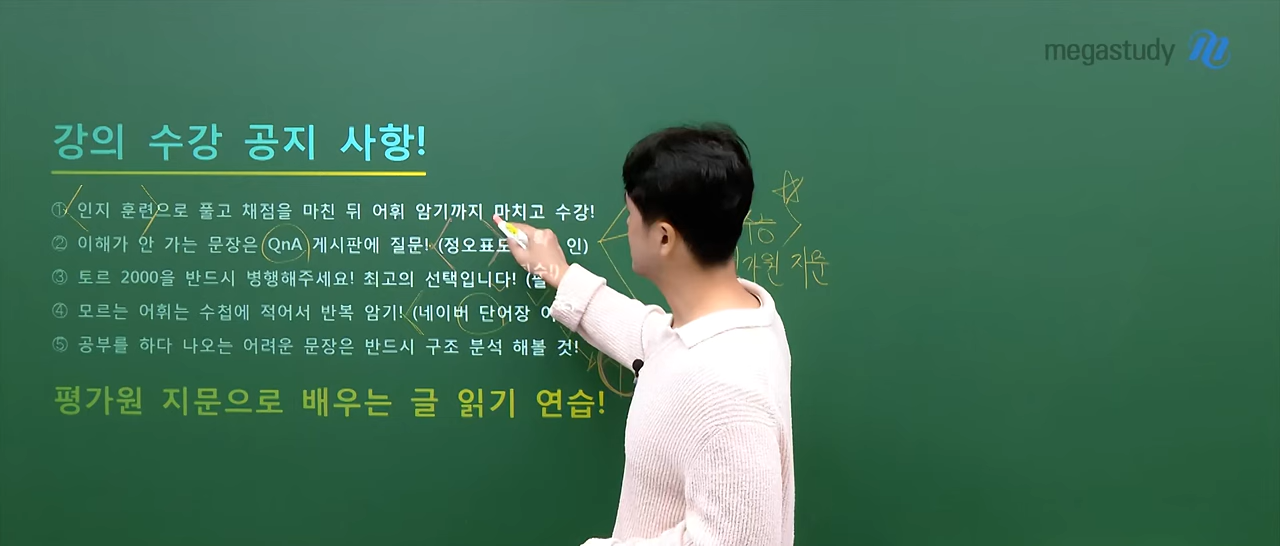 megastudy
강의 수강 공지 사항!
① 인지 훈련으로 풀고 채점을 마친 뒤 어휘 암기까지 마치고 수강!
② 이해가 안 가는 문장은 QnA 게시판에 질문! (정오표도 인)
③ 토르 2000을 반드시 병행해주세요! 최고의 선택입니다!
④ 모르는 어휘는 수첩에 적어서 반복 암기! (네이버 단어장
⑤ 공부를 하다 나오는 어려운 문장은 반드시 구조 분석 해볼 것!
평가원 지문으로 배우는 글 읽기 연습!
지문